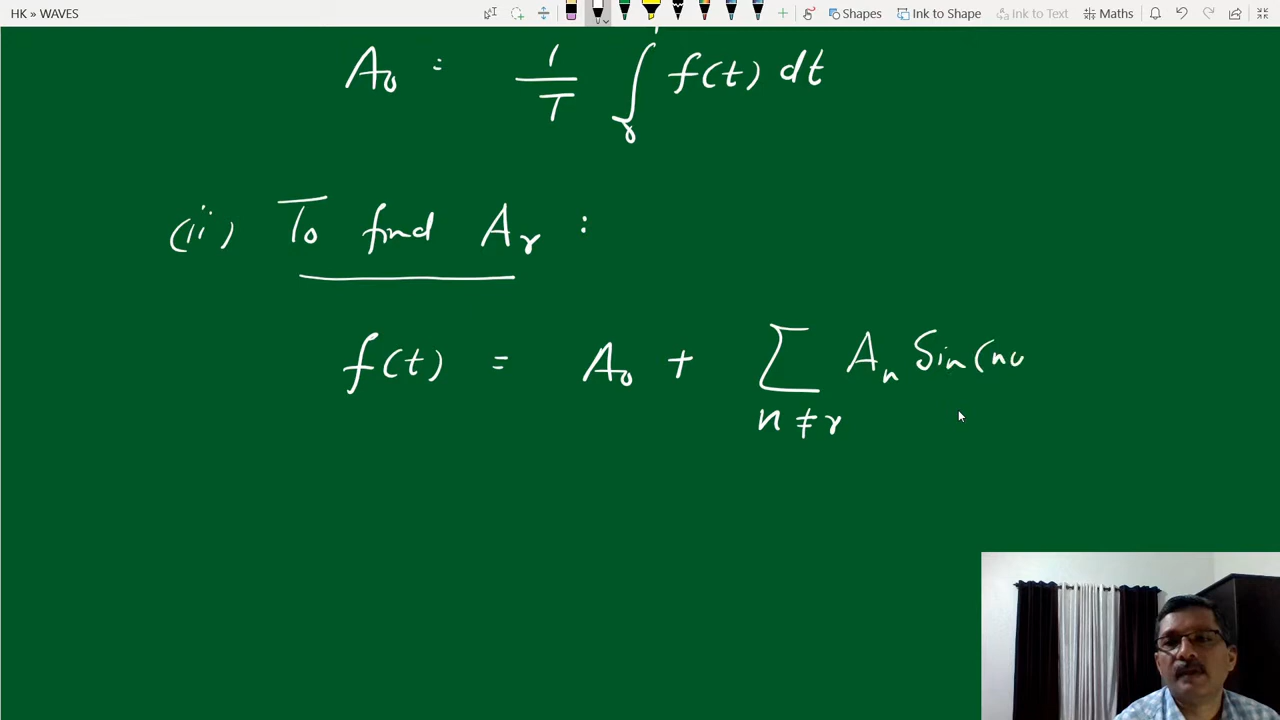 HK » WAVES
Shapes Ink to Shape Ink to Text Maths
A₀ = 1/T ∫ᵣ f(t) dt
(ii) To find Aᵣ :
f(t) = A₀ + ∑ Aₙ Sin(nω
n ≠ r